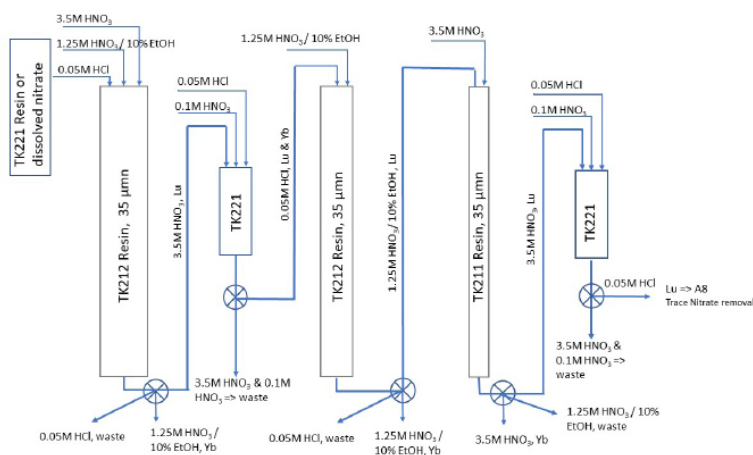 3.5M HNO₃
1.25M HNO₃/ 10% EtOH
0.05M HCl
TK221 Resin or
dissolved nitrate
TK212 Resin, 35 µmn
3.5M HNO₃, Lu
0.05M HCl
0.1M HNO₃
TK221
0.05M HCl, Lu & Yb
1.25M HNO₃/ 10% EtOH
TK212 Resin, 35 µmn
1.25M HNO₃/ 10% EtOH, Lu
3.5M HNO₃
TK211 Resin, 35 µmn
3.5M HNO₃, Lu
0.05M HCl
0.1M HNO₃
TK221
0.05M HCl
Lu => A8
Trace Nitrate removal
3.5M HNO₃ & 0.1M
HNO₃ => waste
3.5M HNO₃ &
0.1M HNO₃ =>
waste
0.05M HCl, waste
1.25M HNO₃/
10% EtOH, Yb
0.05M HCl, waste
1.25M HNO₃/
10% EtOH, Yb
3.5M HNO₃, Yb
1.25M HNO₃/ 10%
EtOH, waste